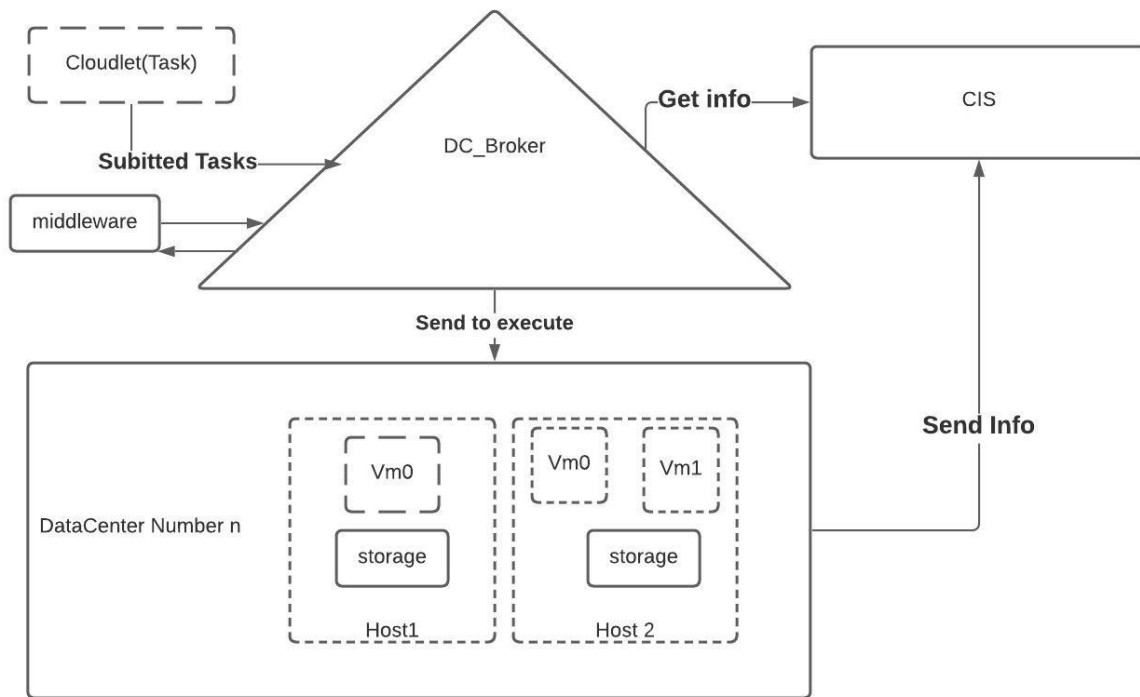 Cloudlet(Task)
Get info
CIS
DC_Broker
Subitted Tasks
middleware
Send to execute
Send Info
Vm0
Vm0
Vm1
DataCenter Number n
storage
storage
Host1
Host 2